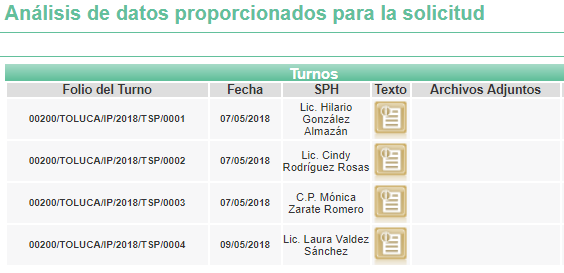 Análisis de datos proporcionados para la solicitud
Turnos
Folio del Turno Fecha SPH Texto Archivos Adjuntos
00200/TOLUCA/IP/2018/TSP/0001 07/05/2018 Lic. Hilario
González
Almazán
00200/TOLUCA/IP/2018/TSP/0002 07/05/2018 Lic. Cindy
Rodríguez Rosas
00200/TOLUCA/IP/2018/TSP/0003 07/05/2018 C.P. Mónica
Zarate Romero
00200/TOLUCA/IP/2018/TSP/0004 09/05/2018 Lic. Laura Valdez
Sánchez